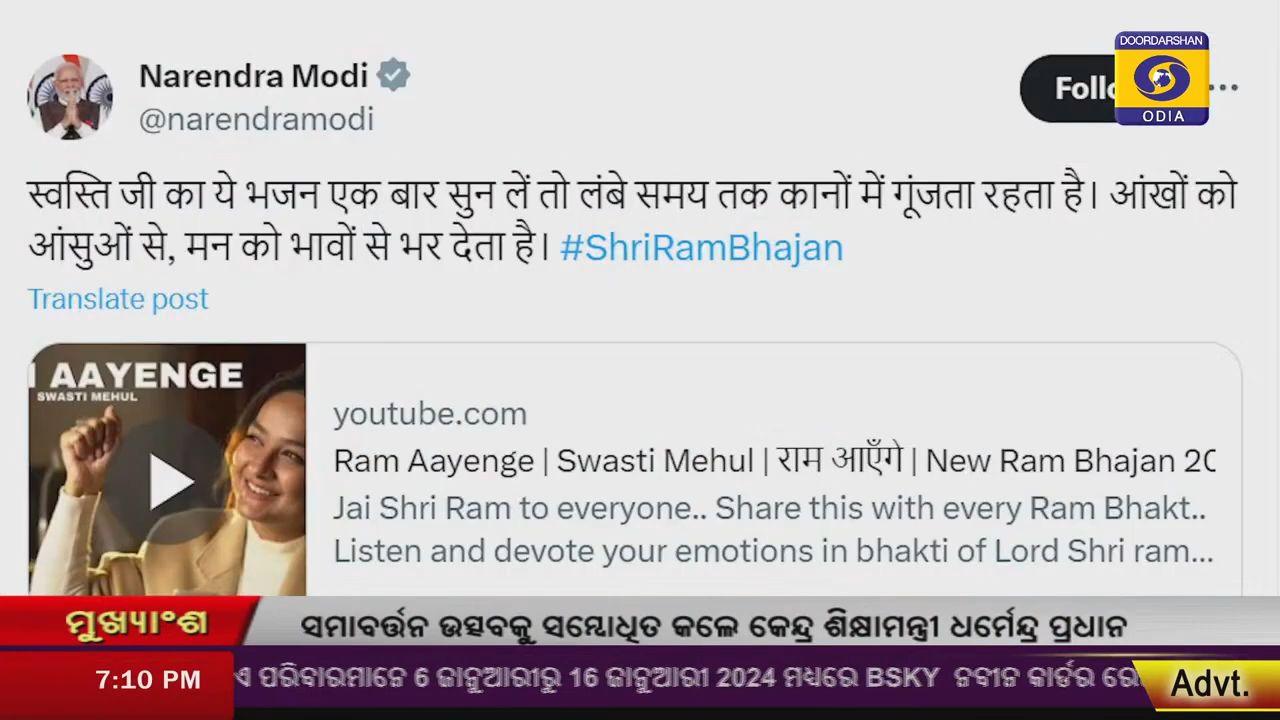 Narendra Modi
@narendramodi
DOORDARSHAN
ODIA
स्वस्ति जी का ये भजन एक बार सुन लें तो लंबे समय तक कानों में गूंजता रहता है। आंखों को
आंसुओं से, मन को भावों से भर देता है। #ShriRamBhajan
Translate post
AAYENGE
SWASTI MEHUL
youtube.com
Ram Aayenge | Swasti Mehul | राम आएँगे | New Ram Bhajan
Jai Shri Ram to everyone.. Share this with every Ram Bhakt..
Listen and devote your emotions in bhakti of Lord Shri ram...
ମୁଖ୍ୟାଂଶ
ସମାବର୍ତ୍ତନ ଉତ୍ସବକୁ ସମ୍ବୋଧିତ କଲେ କେନ୍ଦ୍ର ଶିକ୍ଷାମନ୍ତ୍ରୀ ଧର୍ମେନ୍ଦ୍ର ପ୍ରଧାନ
7:10 PM
ଏ ପରିବାରମାନେ 6 ଜାନୁଆରୀରୁ 16 ଜାନୁଆରୀ 2024 ମଧ୍ୟରେ BSKY ନବୀନ କାର୍ଡର
Advt.